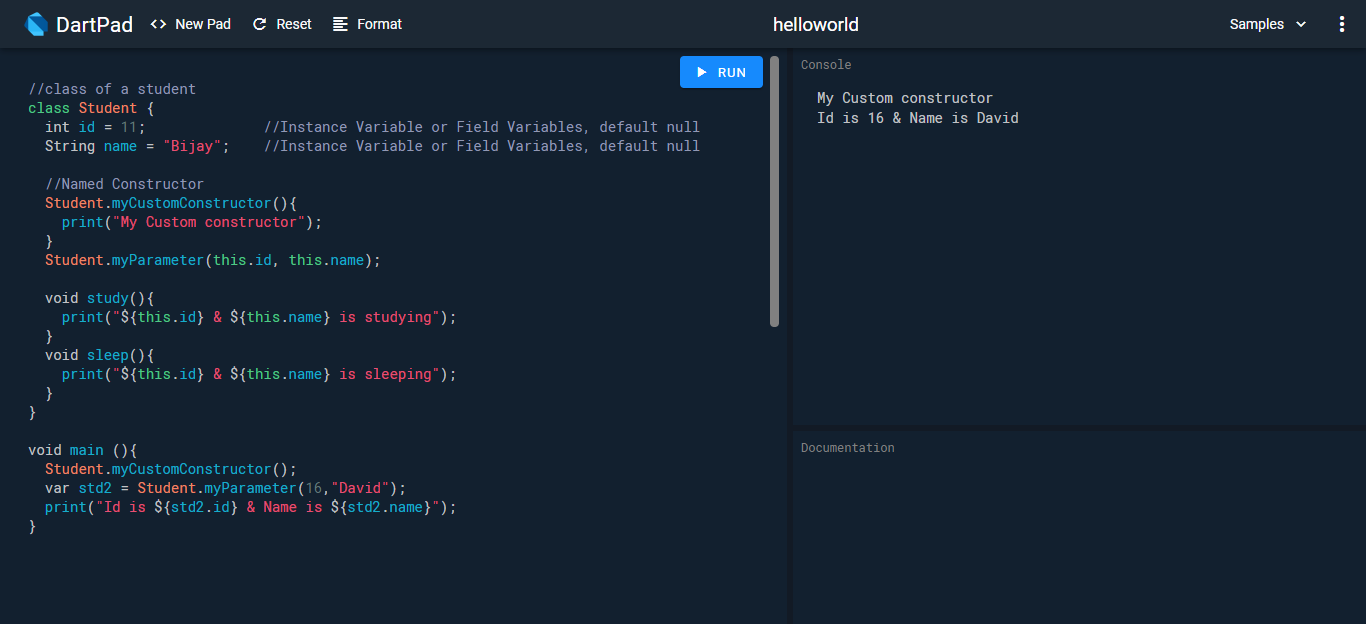 DartPad <> New Pad Reset Format helloworld Samples
RUN
//class of a student
class Student {
  int id = 11;              //Instance Variable or Field Variables, default null
  String name = "Bijay";    //Instance Variable or Field Variables, default null
  //Named Constructor
  Student.myCustomConstructor(){
    print("My Custom constructor");
  }
  Student.myParameter(this.id, this.name);
  void study(){
    print("${this.id} & ${this.name} is studying");
  }
  void sleep(){
    print("${this.id} & ${this.name} is sleeping");
  }
}
void main (){
  Student.myCustomConstructor();
  var std2 = Student.myParameter(16,"David");
  print("Id is ${std2.id} & Name is ${std2.name}");
}
Console
My Custom constructor
Id is 16 & Name is David
Documentation